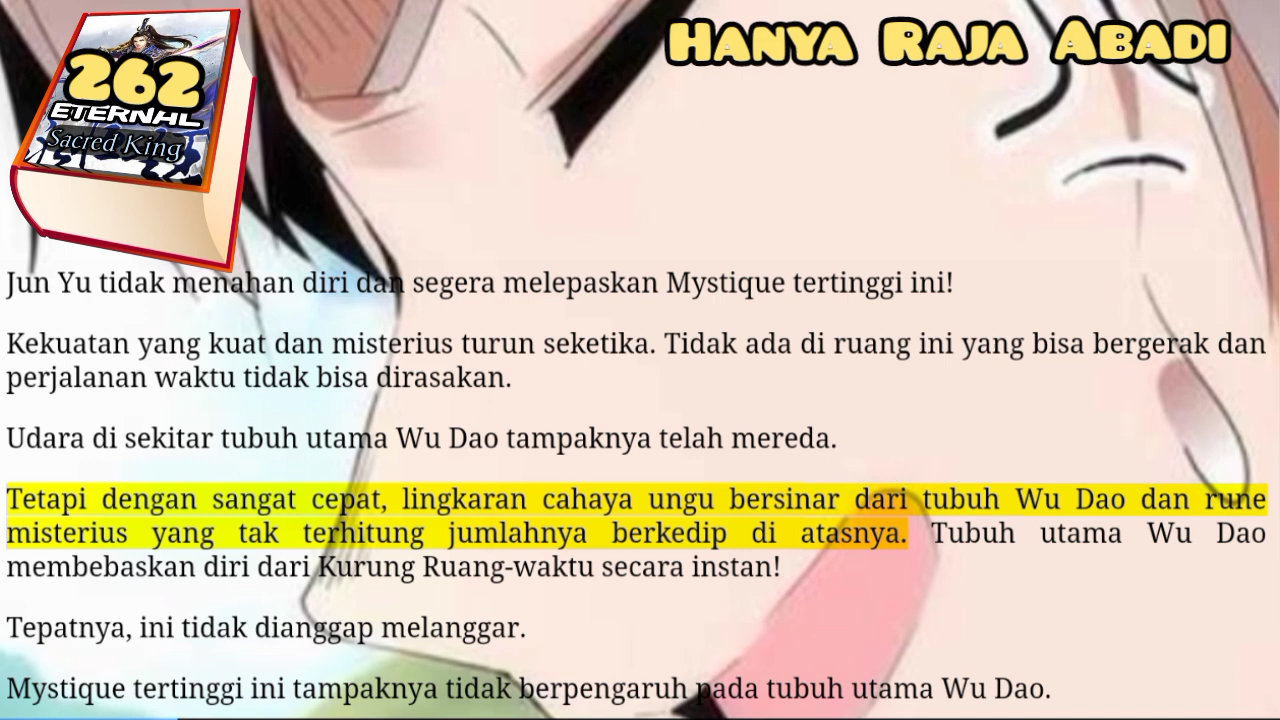 HANYA RAJA ABADI
262
ETERNAL
Sacred King
Jun Yu tidak menahan diri dan segera melepaskan Mystique tertinggi ini!
Kekuatan yang kuat dan misterius turun seketika. Tidak ada di ruang ini yang bisa bergerak dan
perjalanan waktu tidak bisa dirasakan.
Udara di sekitar tubuh utama Wu Dao tampaknya telah mereda.
Tetapi dengan sangat cepat, lingkaran cahaya ungu bersinar dari tubuh Wu Dao dan rune
misterius yang tak terhitung jumlahnya berkedip di atasnya. Tubuh utama Wu Dao
membebaskan diri dari Kurung Ruang-waktu secara instan!
Tepatnya, ini tidak dianggap melanggar.
Mystique tertinggi ini tampaknya tidak berpengaruh pada tubuh utama Wu Dao.